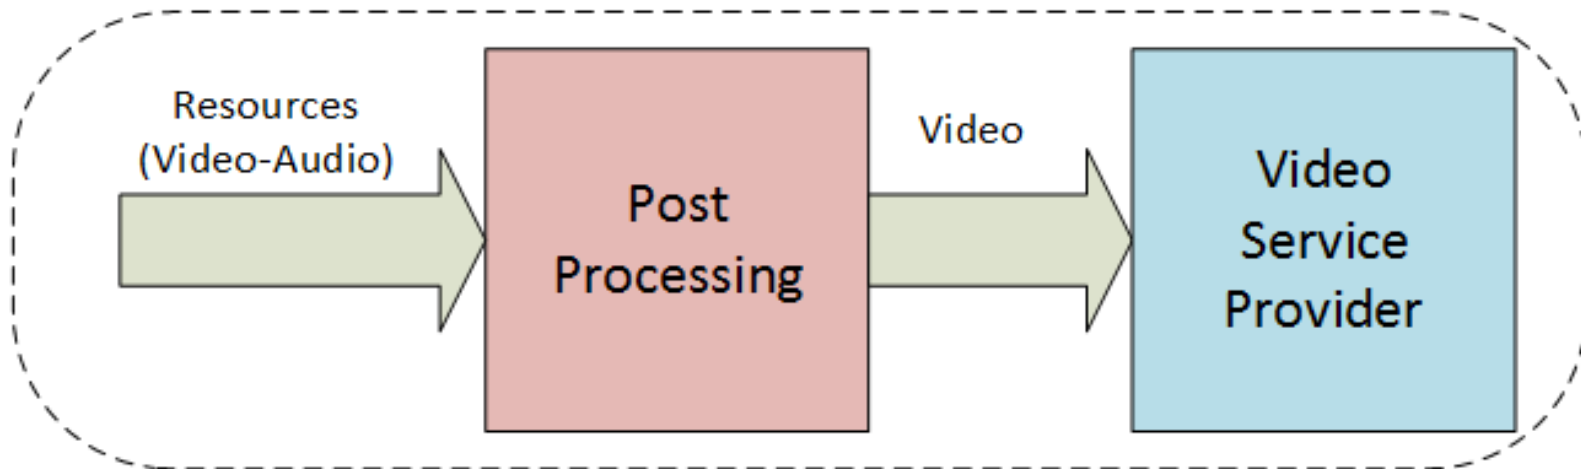 Resources
(Video-Audio)
Post
Processing
Video
Video
Service
Provider